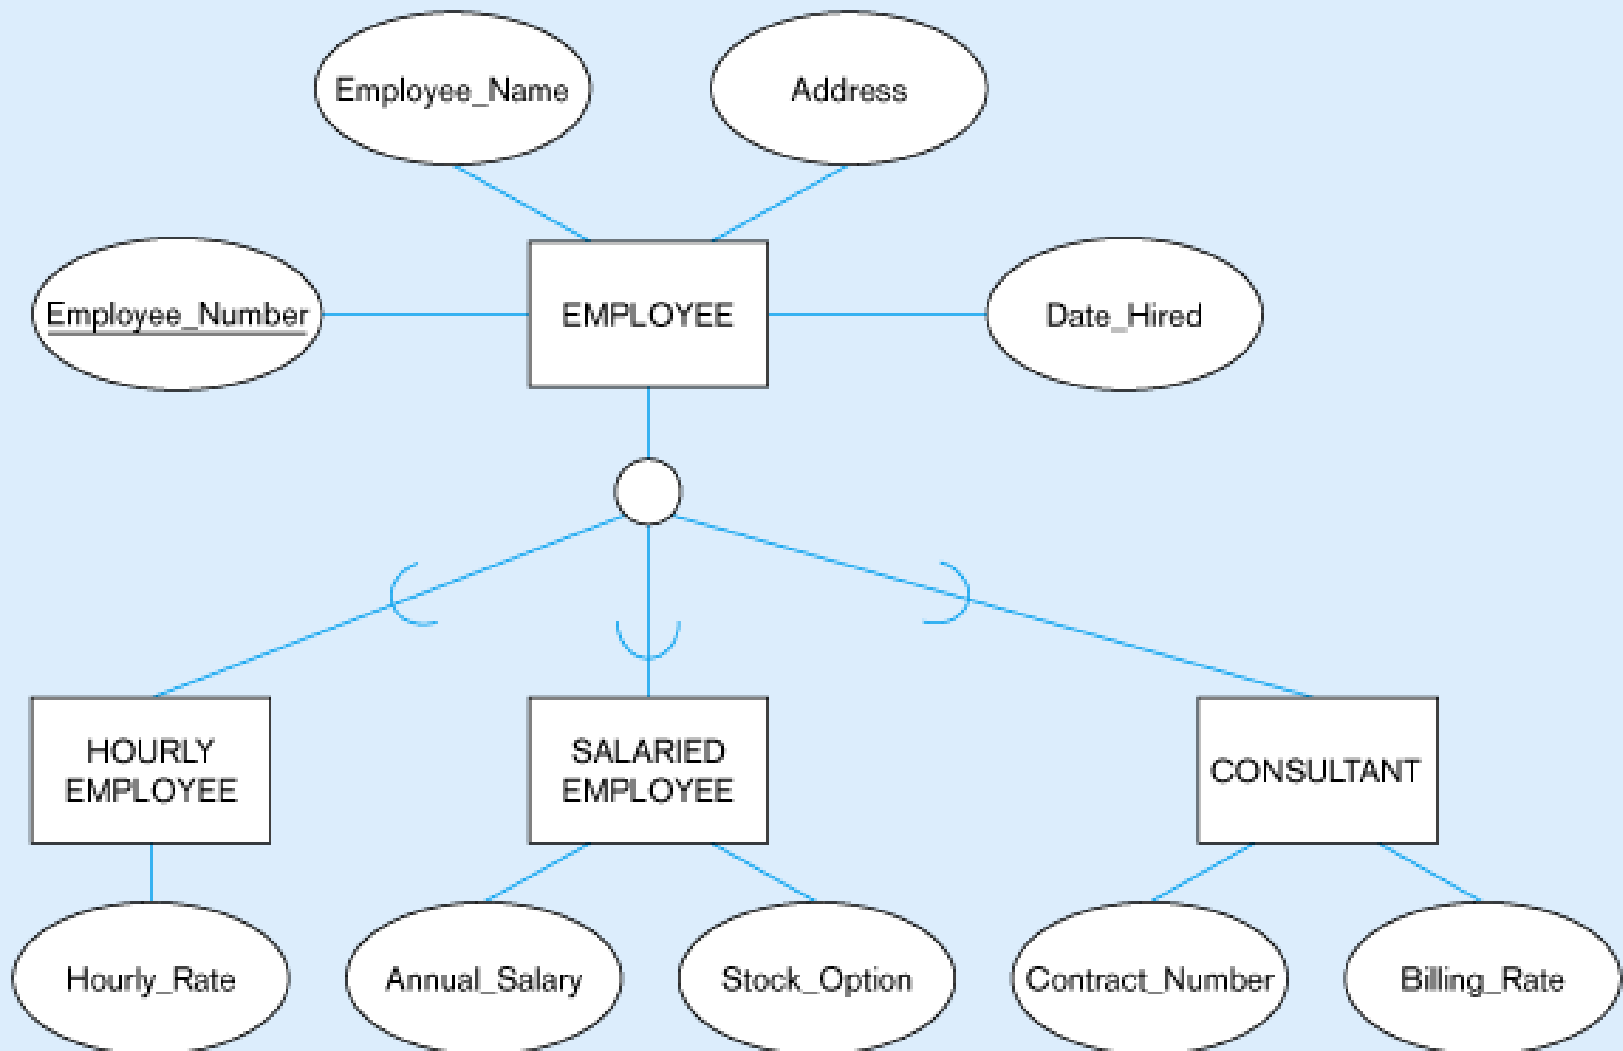 Employee_Name
Address
Employee_Number
EMPLOYEE
Date_Hired
HOURLY
EMPLOYEE
SALARIED
EMPLOYEE
CONSULTANT
Hourly_Rate
Annual_Salary
Stock_Option
Contract_Number
Billing_Rate